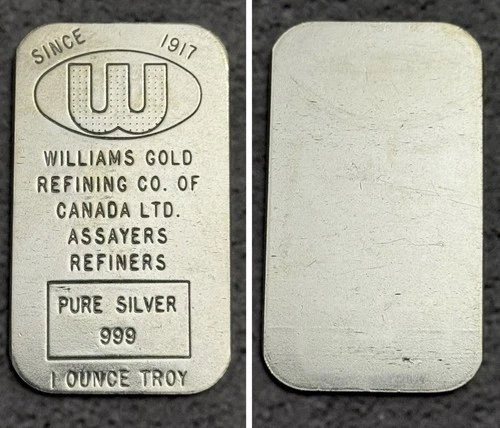 SINCE 1917
W
WILLIAMS GOLD
REFINING CO. OF
CANADA LTD.
ASSAYERS
REFINERS
PURE SILVER
999
1 OUNCE TROY